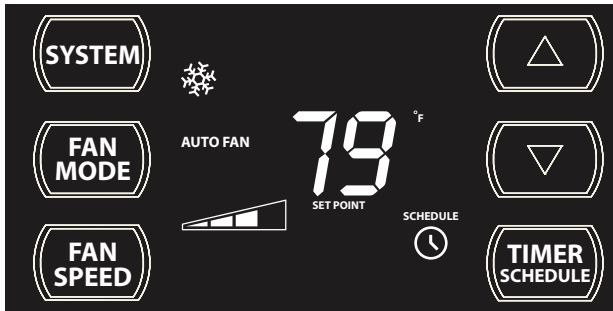 SYSTEM
AUTO FAN
79
°F
SET POINT
SCHEDULE
FAN
MODE
FAN
SPEED
TIMER
SCHEDULE